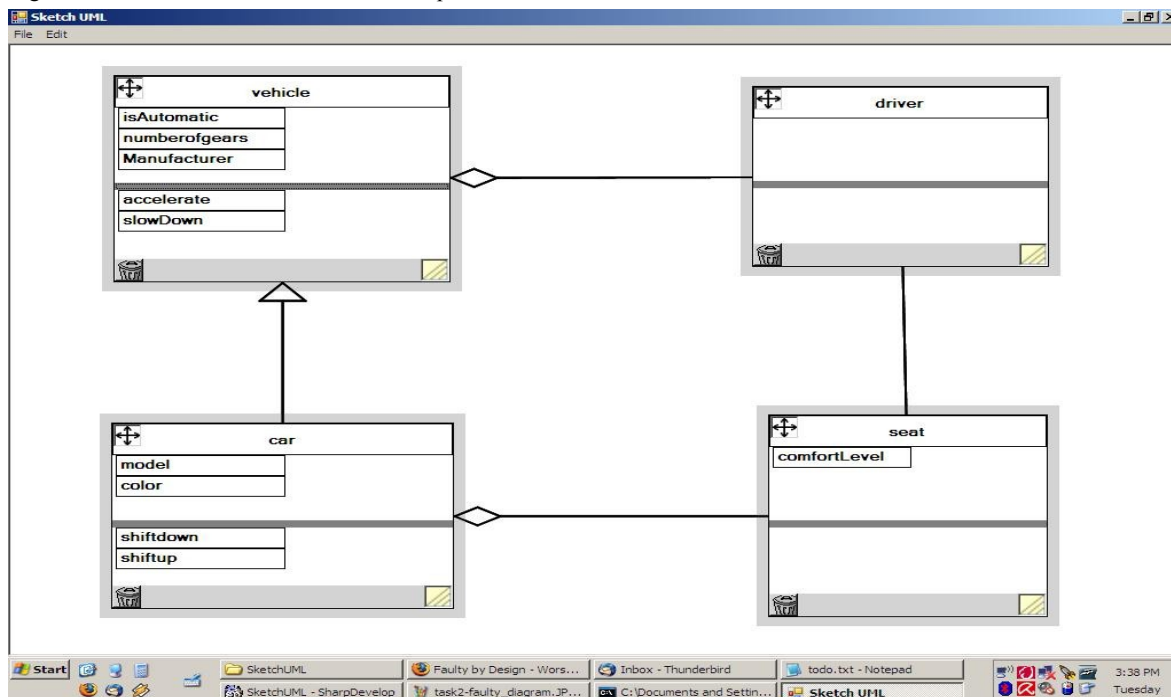 Sketch UML
File Edit
vehicle
isAutomatic
numberofgears
Manufacturer
accelerate
slowDown
driver
car
model
color
shiftdown
shiftup
seat
comfortLevel
Start
SketchUML
Faulty by Design - Wors...
Inbox - Thunderbird
todo.txt - Notepad
3:38 PM
SketchUML - SharpDevelop
task2-faulty_diagram.JP...
C:\Documents and Settin...
Sketch UML
Tuesday